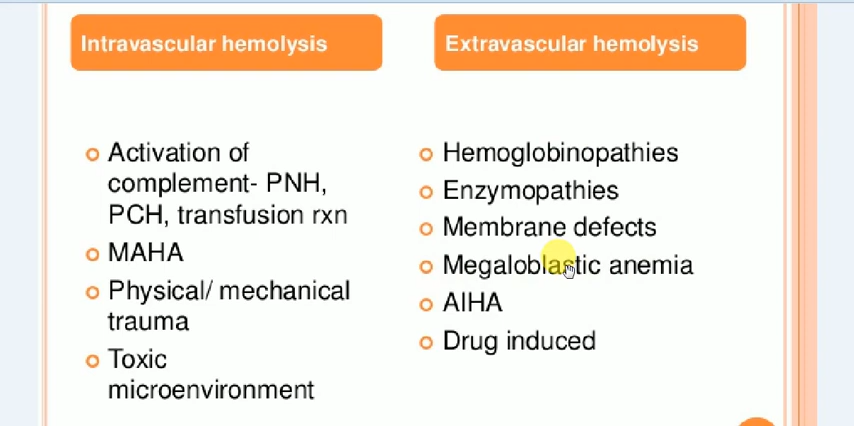 Intravascular hemolysis
Extravascular hemolysis
Activation of
complement- PNH,
PCH, transfusion rxn
MAHA
Physical/ mechanical
trauma
Toxic
microenvironment
Hemoglobinopathies
Enzymopathies
Membrane defects
Megaloblastic anemia
AIHA
Drug induced